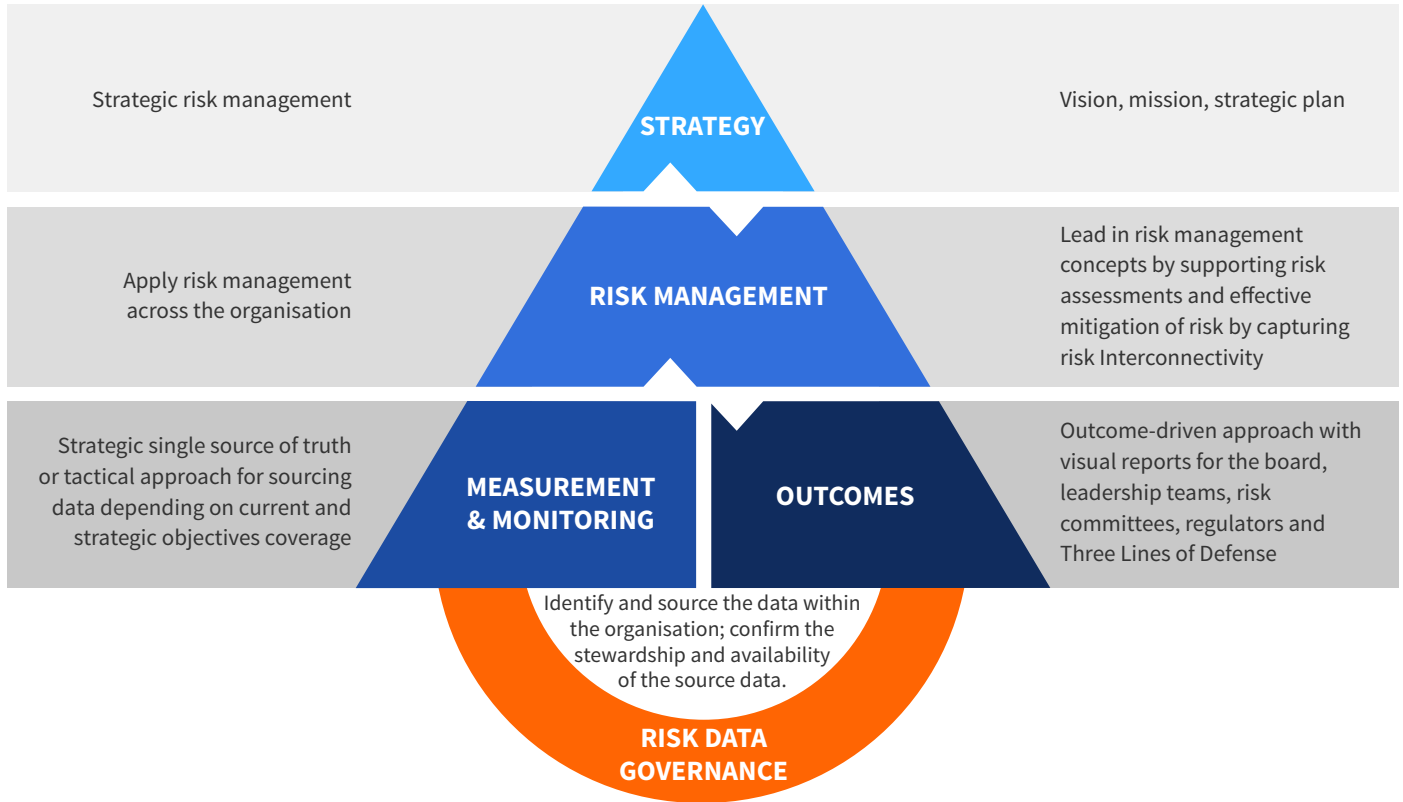 Strategic risk management
STRATEGY
Vision, mission, strategic plan
Apply risk management
across the organisation
RISK MANAGEMENT
Lead in risk management
concepts by supporting risk
assessments and effective
mitigation of risk by capturing
risk Interconnectivity
Strategic single source of truth
or tactical approach for sourcing
data depending on current and
strategic objectives coverage
MEASUREMENT
& MONITORING
OUTCOMES
Outcome-driven approach with
visual reports for the board,
leadership teams, risk
committees, regulators and
Three Lines of Defense
Identify and source the data within
the organisation; confirm the
stewardship and availability
of the source data.
RISK DATA
GOVERNANCE